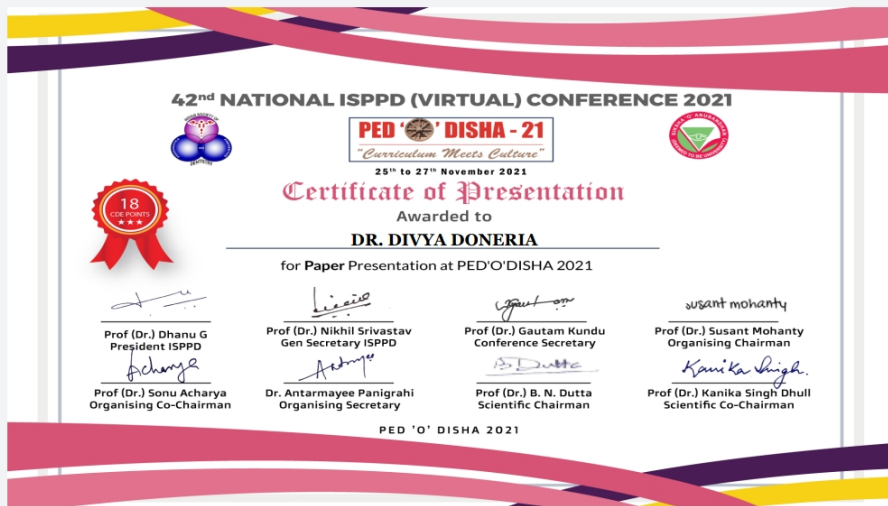 42nd NATIONAL ISPPD (VIRTUAL) CONFERENCE 2021
PED 'O' DISHA - 21
"Curriculum Meets Culture"
25th to 27th November 2021
Certificate of Presentation
18
CDE POINTS
Awarded to
DR. DIVYA DONERIA
for Paper Presentation at PED'O'DISHA 2021
susant mohanty
Prof (Dr.) Dhanu G
President ISPPD
Prof (Dr.) Nikhil Srivastav
Gen Secretary ISPPD
Prof (Dr.) Gautam Kundu
Conference Secretary
Prof (Dr.) Susant Mohanty
Organising Chairman
Acharya
B Dutta
Kanika Singh.
Prof (Dr.) Sonu Acharya
Organising Co-Chairman
Dr. Antarmayee Panigrahi
Organising Secretary
Prof (Dr.) B. N. Dutta
Scientific Chairman
Prof (Dr.) Kanika Singh Dhull
Scientific Co-Chairman
PED 'O' DISHA 2021